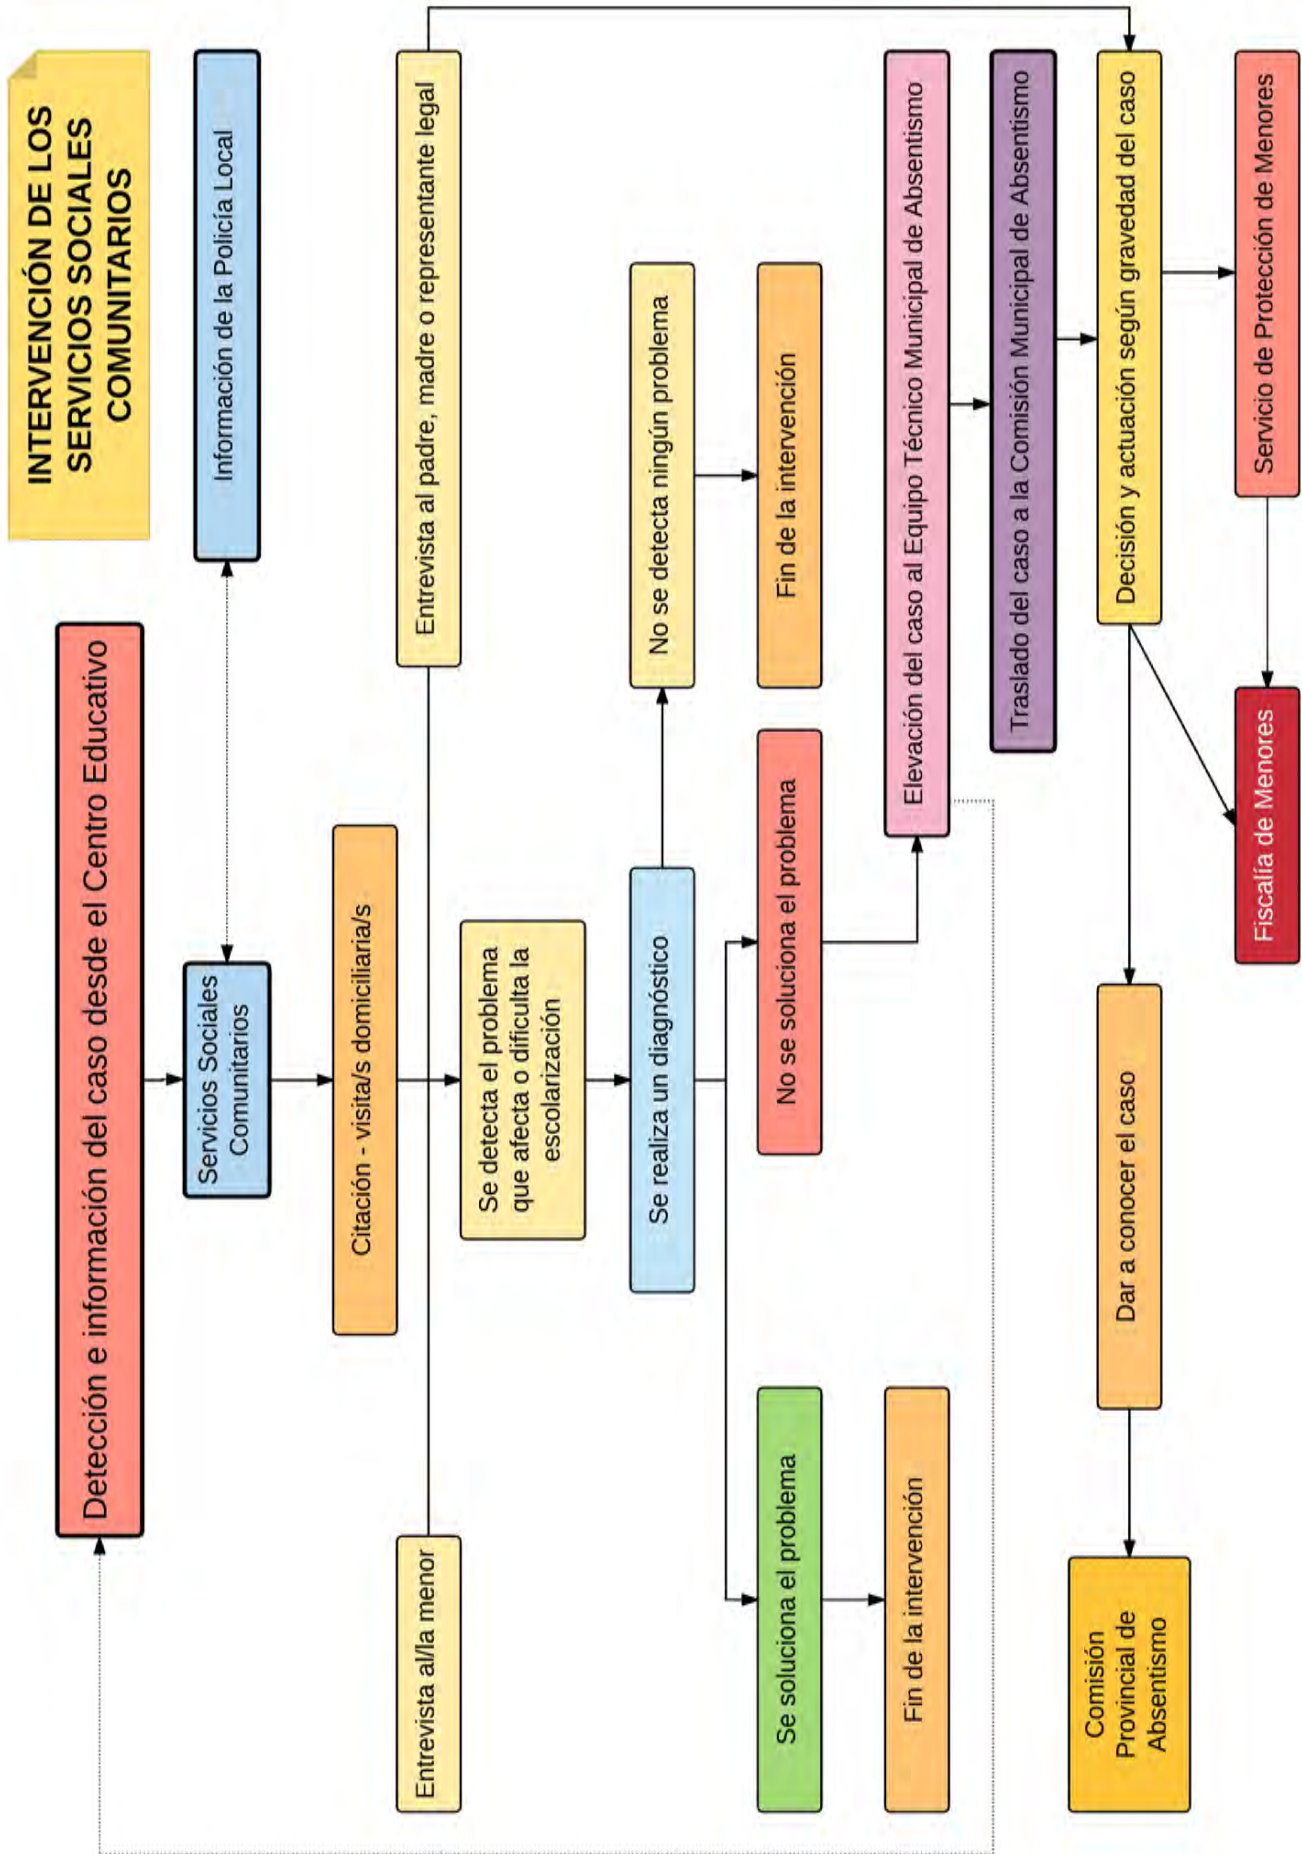 INTERVENCIÓN DE LOS
SERVICIOS SOCIALES
COMUNITARIOS
Detección e información del caso desde el Centro Educativo
Servicios Sociales
Comunitarios
Información de la Policía Local
Citación - visita/s domiciliaria/s
Entrevista al/la menor
Entrevista al padre, madre o representante legal
Se detecta el problema
que afecta o dificulta la
escolarización
Se realiza un diagnóstico
No se detecta ningún problema
Se soluciona el problema
No se soluciona el problema
Fin de la intervención
Fin de la intervención
Elevación del caso al Equipo Técnico Municipal de Absentismo
Traslado del caso a la Comisión Municipal de Absentismo
Comisión
Provincial de
Absentismo
Dar a conocer el caso
Decisión y actuación según gravedad del caso
Fiscalía de Menores
Servicio de Protección de Menores